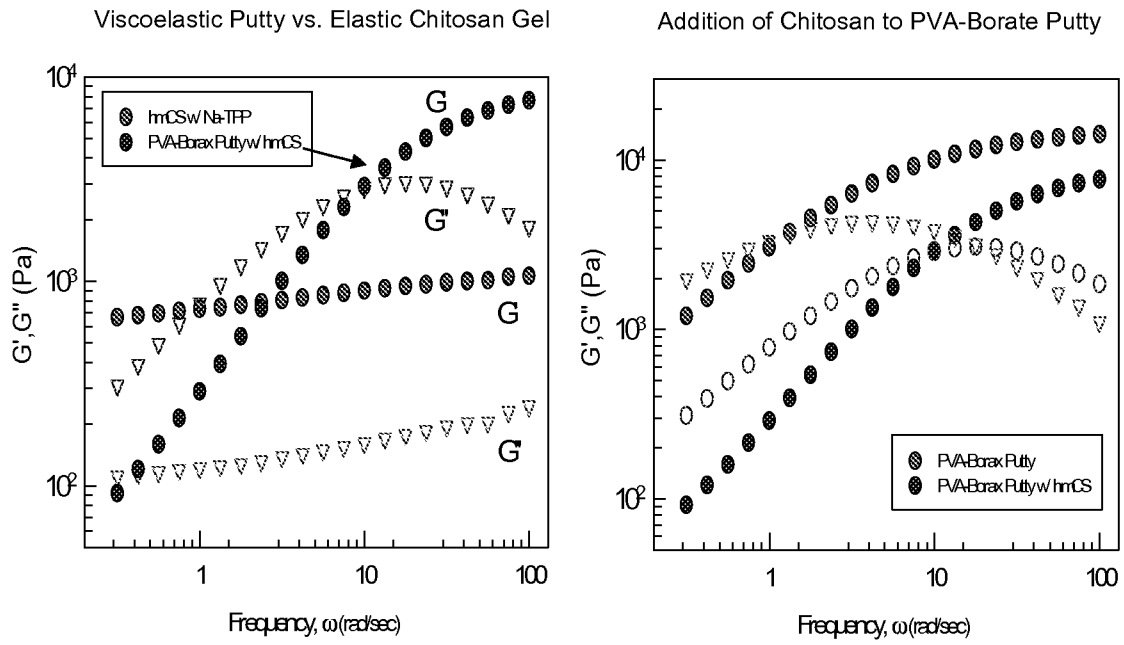 Viscoelastic Putty vs. Elastic Chitosan Gel
Addition of Chitosan to PVA-Borate Putty
10⁴
hmCS w/ Na-TPP
PVA-Borax Putty w/ hmCS
G'
G''
10³
G', G'' (Pa)
G'
G''
10²
1
10
100
Frequency, ω (rad/sec)
10⁴
10³
G', G'' (Pa)
PVA-Borax Putty
PVA-Borax Putty w/ hmCS
10²
1
10
100
Frequency, ω (rad/sec)